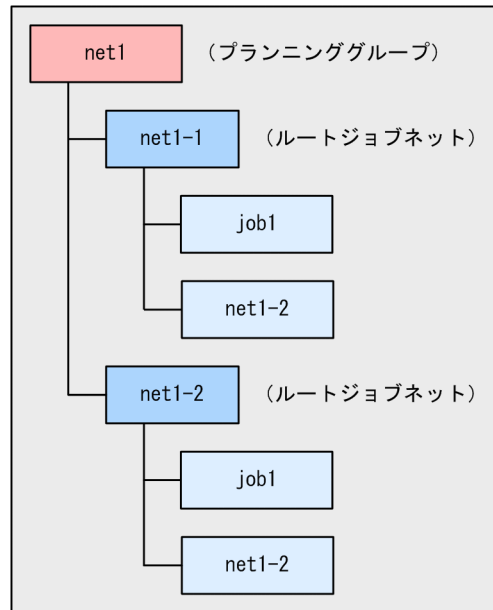 net1 （プランニンググループ）
net1-1 （ルートジョブネット）
job1
net1-2
net1-2 （ルートジョブネット）
job1
net1-2